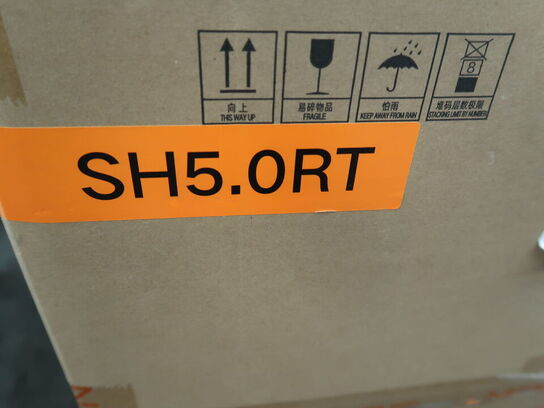 向上
THIS WAY UP
易碎物品
FRAGILE
怕雨
KEEP AWAY FROM RAIN
8
堆码层数极限
STACKING LIMIT BY NUMBER
SH5.0RT